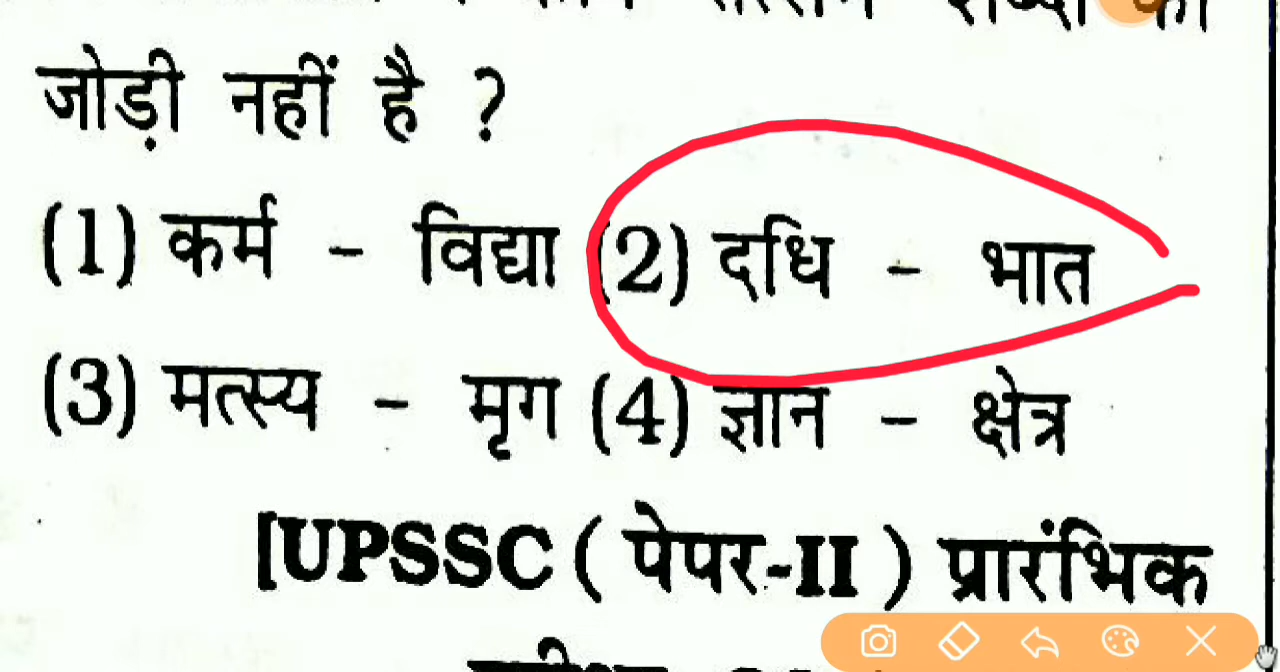 जोड़ी नहीं है ?
(1) कर्म - विद्या (2) दधि - भात
(3) मत्स्य - मृग (4) ज्ञान - क्षेत्र
[UPSSC ( पेपर-II ) प्रारंभिक